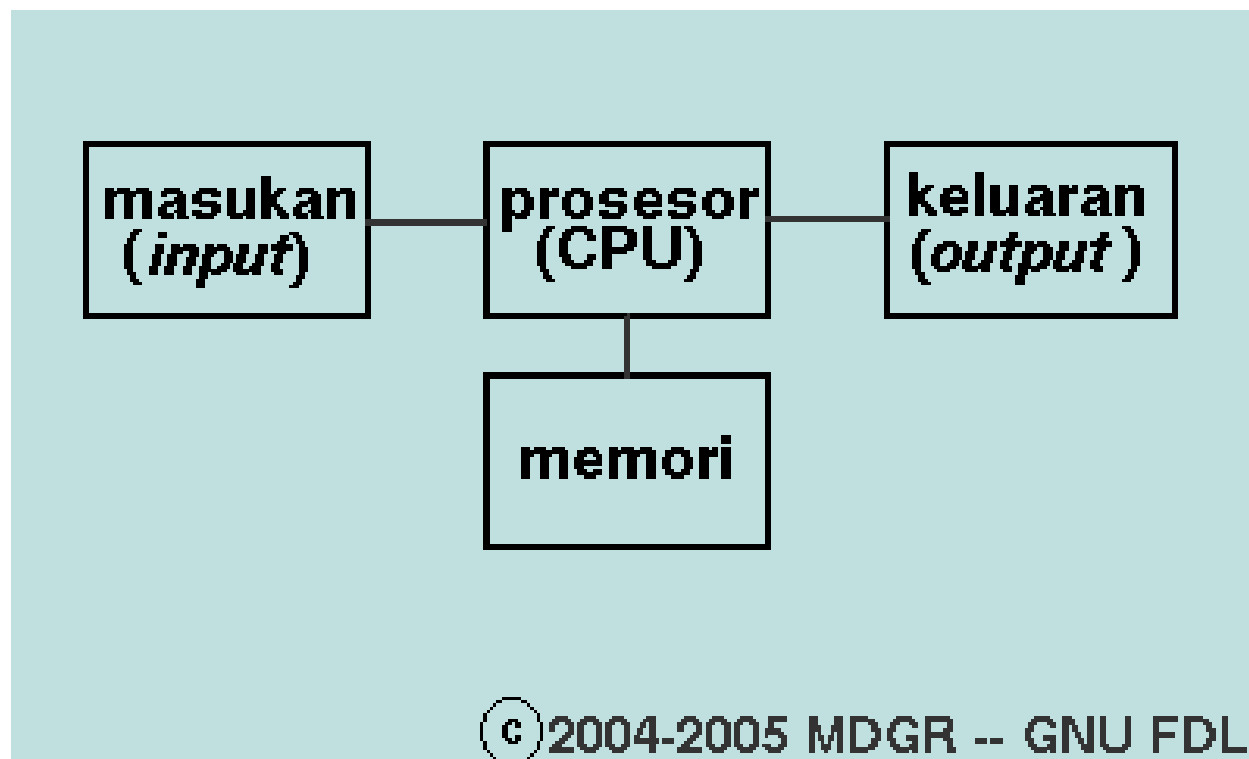 masukan
(input)
prosesor
(CPU)
keluaran
(output )
memori
©2004-2005 MDGR -- GNU FDL